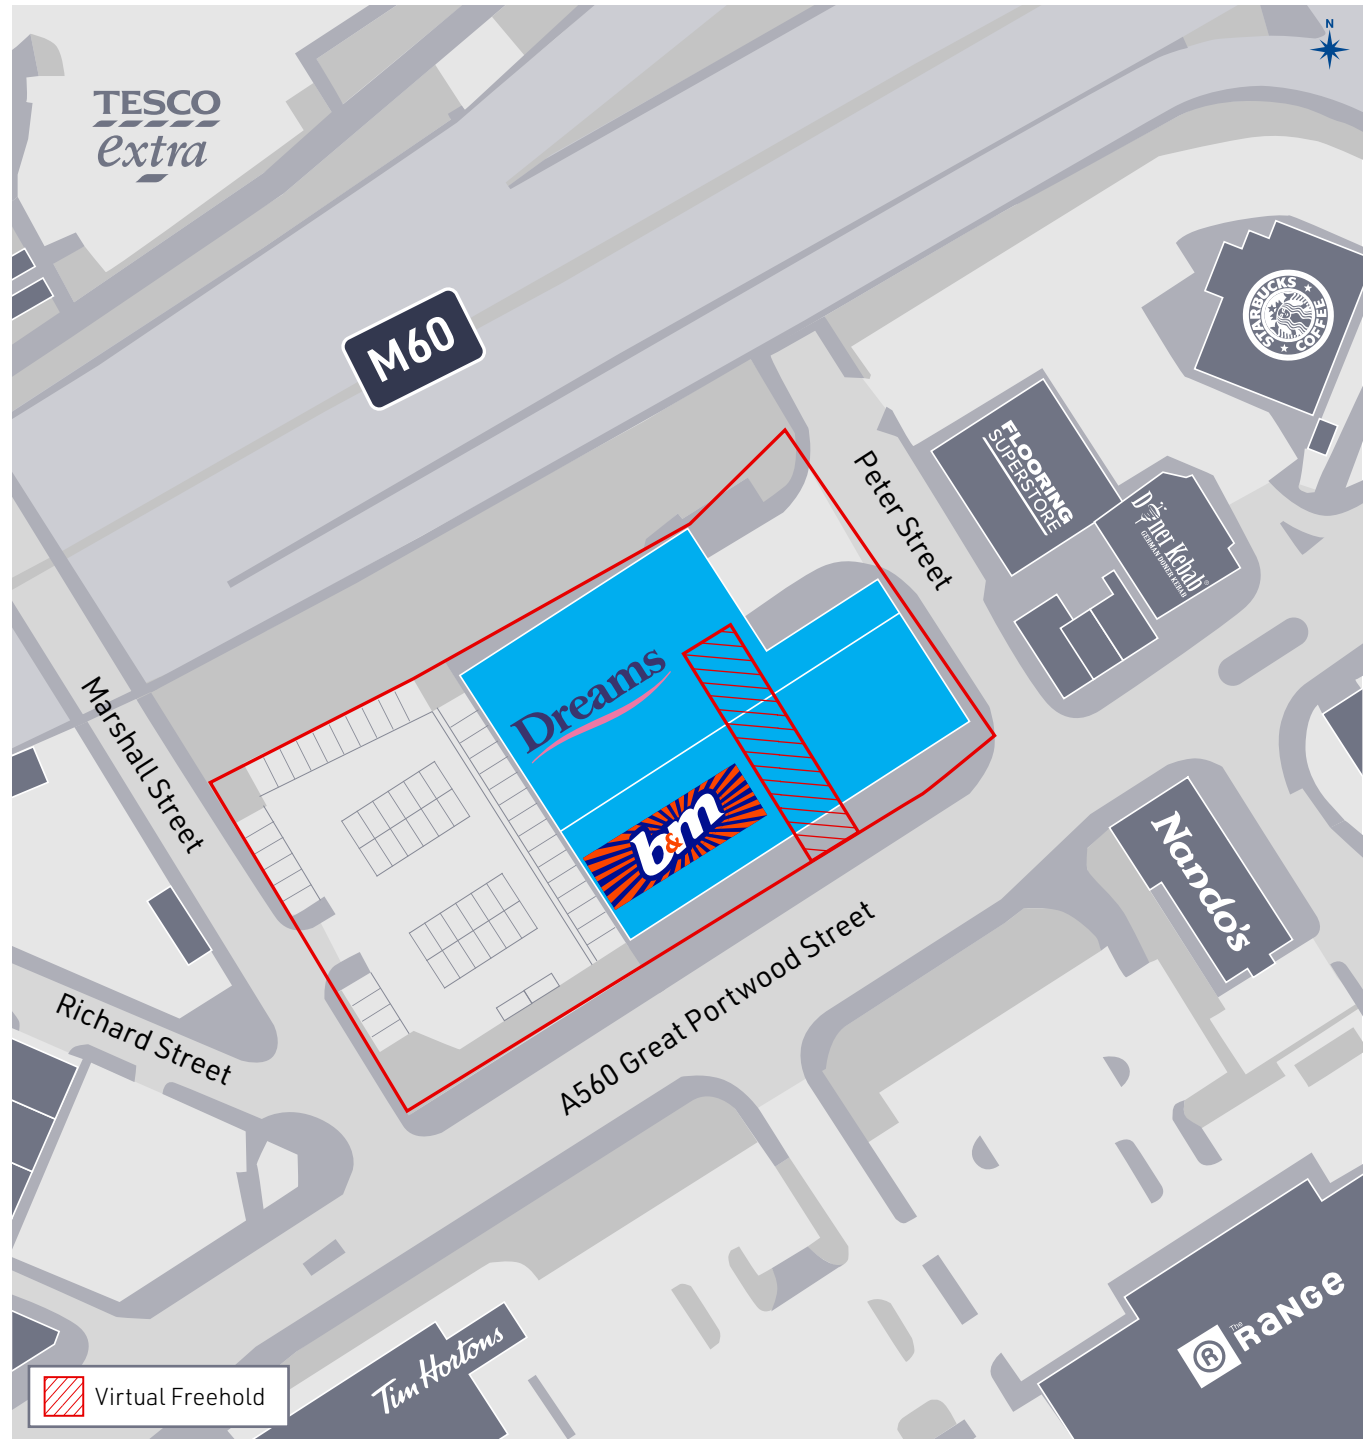 N
TESCO
extra
M60
STARBUCKS
COFFEE
FLOORING
SUPERSTORE
Peter Street
Döner Kebab®
GERMAN DONER KEBAB
Dreams
Marshall Street
b&m
Nando's
A560 Great Portwood Street
Richard Street
The
RANGE
R
Tim Hortons
Virtual Freehold